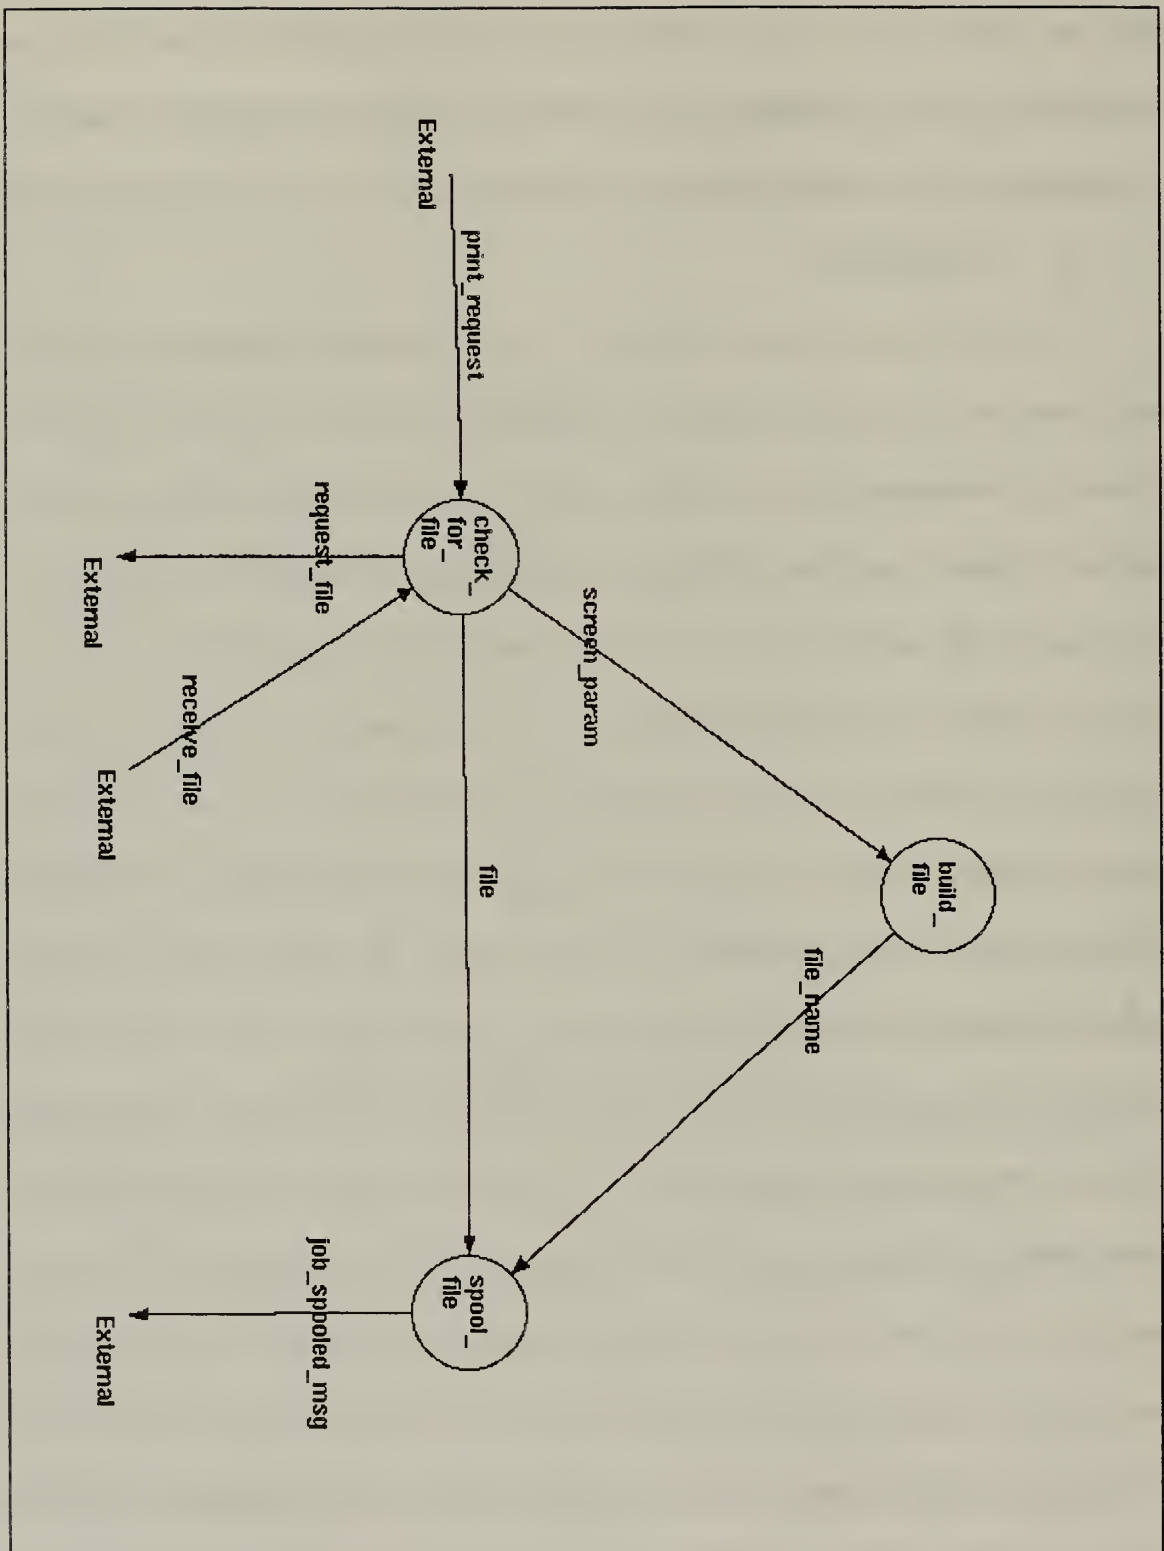 build_
file
file_name
screen_param
External
print_request
check_
for_
file
file
spool_
file
request_file
job_spooled_msg
receive_file
External
External
External